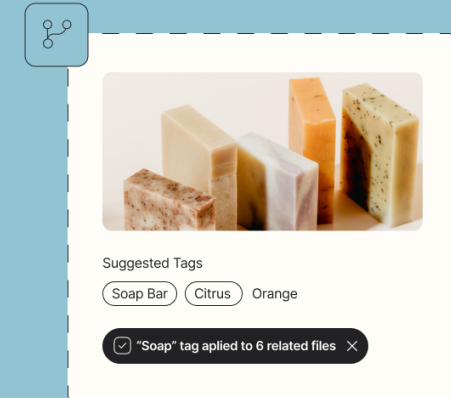 Suggested Tags
Soap Bar Citrus Orange
“Soap” tag aplied to 6 related files